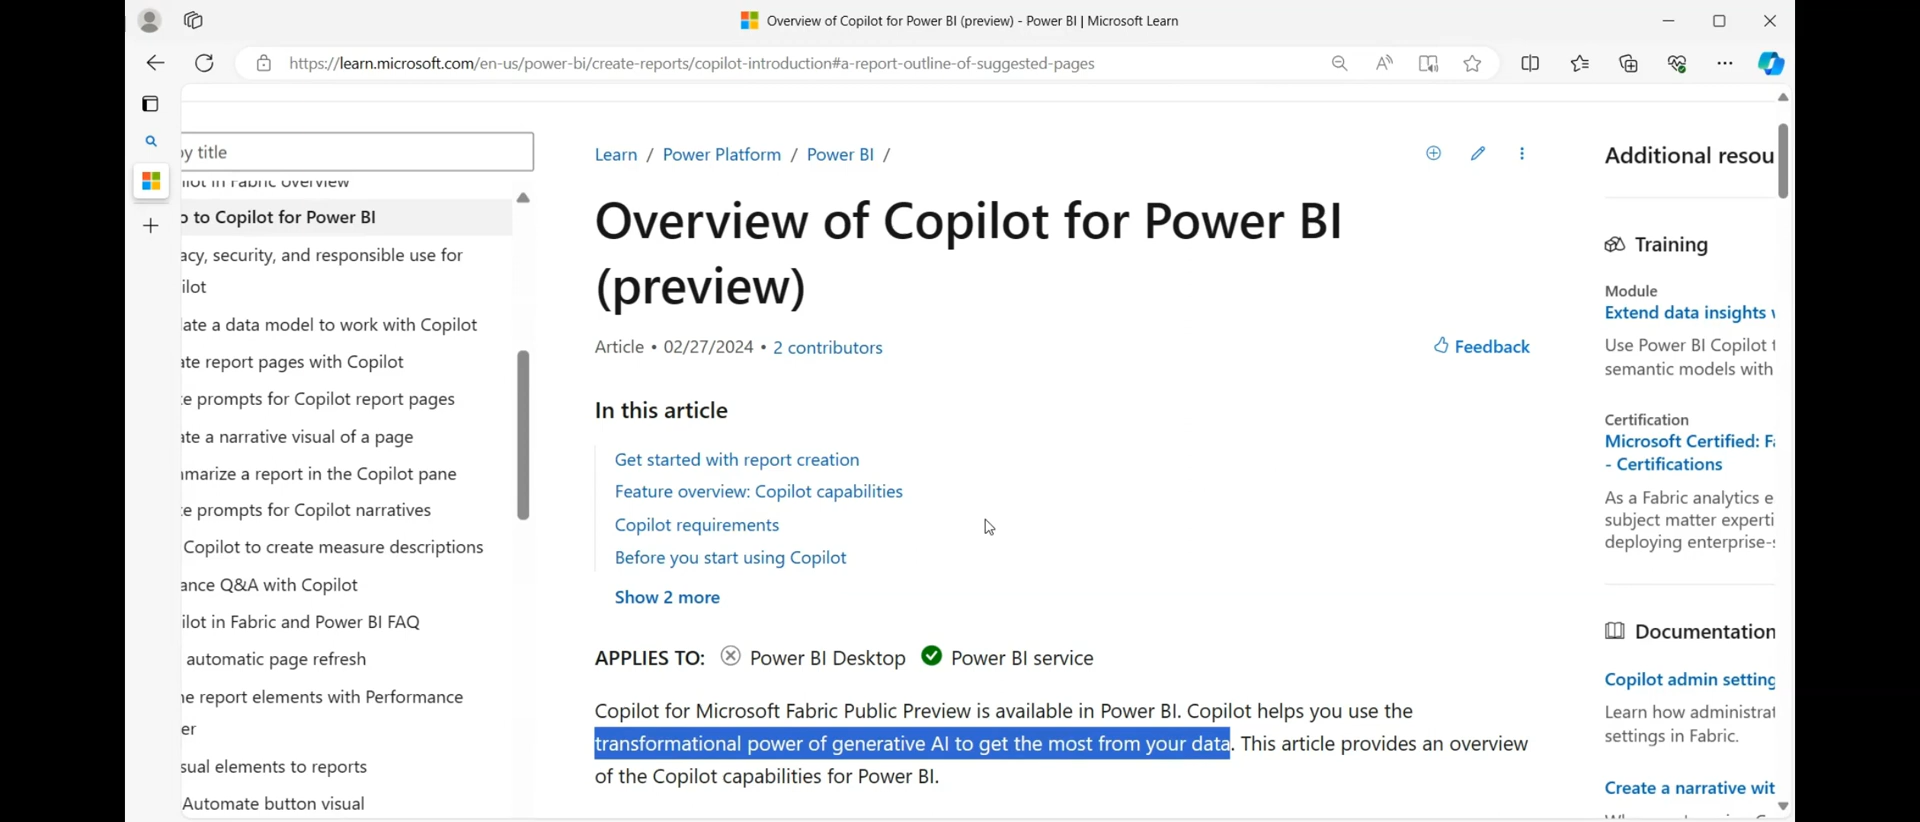 Overview of Copilot for Power BI (preview) - Power BI | Microsoft Learn
https://learn.microsoft.com/en-us/power-bi/create-reports/copilot-introduction#a-report-outline-of-suggested-pages
by title
ilot in Fabric overview
o to Copilot for Power BI
acy, security, and responsible use for
ilot
ate a data model to work with Copilot
ate report pages with Copilot
e prompts for Copilot report pages
ate a narrative visual of a page
marize a report in the Copilot pane
e prompts for Copilot narratives
Copilot to create measure descriptions
ance Q&A with Copilot
ilot in Fabric and Power BI FAQ
automatic page refresh
ne report elements with Performance
er
sual elements to reports
Automate button visual
Learn / Power Platform / Power BI /
Overview of Copilot for Power BI
(preview)
Article • 02/27/2024 • 2 contributors
Feedback
In this article
Get started with report creation
Feature overview: Copilot capabilities
Copilot requirements
Before you start using Copilot
Show 2 more
APPLIES TO: Power BI Desktop Power BI service
Copilot for Microsoft Fabric Public Preview is available in Power BI. Copilot helps you use the
transformational power of generative AI to get the most from your data. This article provides an overview
of the Copilot capabilities for Power BI.
Additional resou
Training
Module
Extend data insights
Use Power BI Copilot
semantic models with
Certification
Microsoft Certified: Fa
- Certifications
As a Fabric analytics e
subject matter experti
deploying enterprise-
Documentation
Copilot admin setting
Learn how administrat
settings in Fabric.
Create a narrative wit